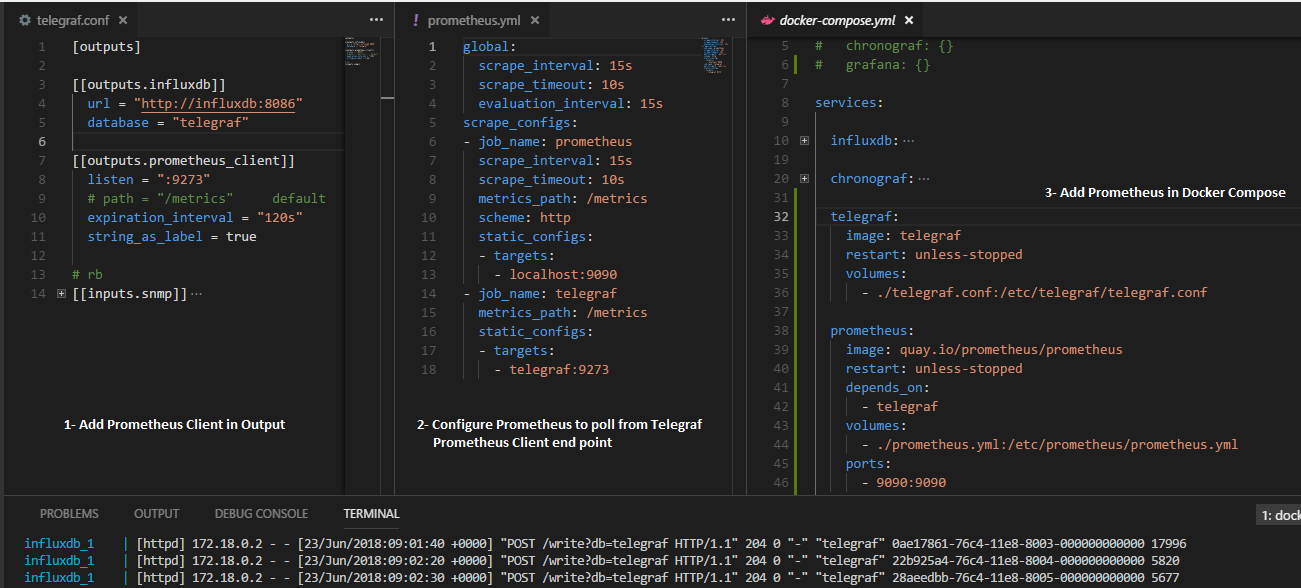 telegraf.conf
1 [outputs]
2
3 [[outputs.influxdb]]
4 url = "http://influxdb:8086"
5 database = "telegraf"
6
7 [[outputs.prometheus_client]]
8 listen = ":9273"
9 # path = "/metrics" default
10 expiration_interval = "120s"
11 string_as_label = true
12
13 # rb
14 [[inputs.snmp]]...
1- Add Prometheus Client in Output
prometheus.yml
1 global:
2 scrape_interval: 15s
3 scrape_timeout: 10s
4 evaluation_interval: 15s
5 scrape_configs:
6 - job_name: prometheus
7 scrape_interval: 15s
8 scrape_timeout: 10s
9 metrics_path: /metrics
10 scheme: http
11 static_configs:
12 - targets:
13 - localhost:9090
14 - job_name: telegraf
15 metrics_path: /metrics
16 static_configs:
17 - targets:
18 - telegraf:9273
2- Configure Prometheus to poll from Telegraf
Prometheus Client end point
docker-compose.yml
5 # chronograf: {}
6 # grafana: {}
7
8 services:
9
10 influxdb:...
19
20 chronograf:...
31
3- Add Prometheus in Docker Compose
32 telegraf:
33 image: telegraf
34 restart: unless-stopped
35 volumes:
36 - ./telegraf.conf:/etc/telegraf/telegraf.conf
37
38 prometheus:
39 image: quay.io/prometheus/prometheus
40 restart: unless-stopped
41 depends_on:
42 - telegraf
43 volumes:
44 - ./prometheus.yml:/etc/prometheus/prometheus.yml
45 ports:
46 - 9090:9090
PROBLEMS OUTPUT DEBUG CONSOLE TERMINAL 1: dock
influxdb_1 | [httpd] 172.18.0.2 - - [23/Jun/2018:09:01:40 +0000] "POST /write?db=telegraf HTTP/1.1" 204 0 "-" "telegraf" 0ae17861-76c4-11e8-8003-000000000000 17996
influxdb_1 | [httpd] 172.18.0.2 - - [23/Jun/2018:09:02:20 +0000] "POST /write?db=telegraf HTTP/1.1" 204 0 "-" "telegraf" 22b925a4-76c4-11e8-8004-000000000000 5820
influxdb_1 | [httpd] 172.18.0.2 - - [23/Jun/2018:09:02:30 +0000] "POST /write?db=telegraf HTTP/1.1" 204 0 "-" "telegraf" 28aeedbb-76c4-11e8-8005-000000000000 5677